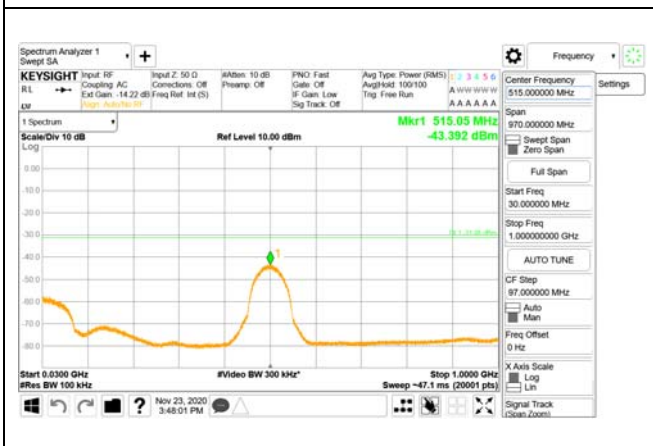 Spectrum Analyzer 1
Swept SA
+
Frequency
KEYSIGHT
RL
Input: RF
Coupling: AC
Ext Gain: -14.22 dB
Align: Auto/No RF
Input Z: 50 Ω
Corrections: Off
Freq Ref: Int (S)
#Atten: 10 dB
Preamp: Off
PNO: Fast
Gate: Off
IF Gain: Low
Sig Track: Off
Avg Type: Power (RMS)
Avg|Hold: 100/100
Trig: Free Run
1 2 3 4 5 6
A W W W W W
A A A A A A
1 Spectrum
Scale/Div 10 dB
Log
Ref Level 10.00 dBm
Mkr1 515.05 MHz
-43.392 dBm
0.00
-10.0
-20.0
-30.0
-40.0
-50.0
-60.0
-70.0
-80.0
1
Start 0.0300 GHz
#Res BW 100 kHz
#Video BW 300 kHz*
Stop 1.0000 GHz
Sweep ~47.1 ms (20001 pts)
Center Frequency
515.000000 MHz
Settings
Span
970.000000 MHz
Swept Span
Zero Span
Full Span
Start Freq
30.000000 MHz
Stop Freq
1.000000000 GHz
AUTO TUNE
CF Step
97.000000 MHz
Auto
Man
Freq Offset
0 Hz
X Axis Scale
Log
Lin
Signal Track
(Span Zoom)
?
Nov 23, 2020
3:48:01 PM